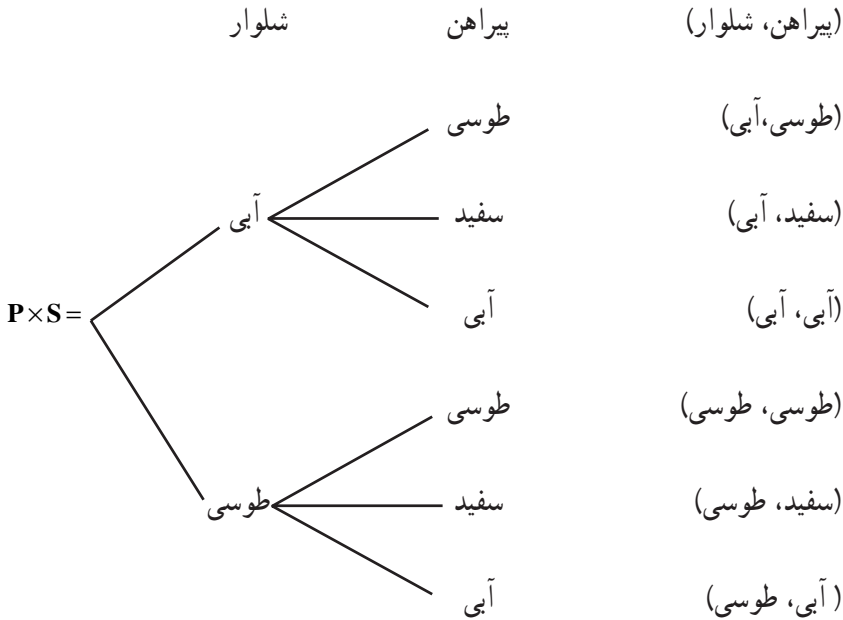 (پیراهن، شلوار) پیراهن شلوار
(طوسی،آبی) طوسی
(سفید، آبی) سفید آبی
(آبی، آبی) آبی
P×S=
(طوسی، طوسی) طوسی
(سفید، طوسی) سفید طوسی
( آبی، طوسی) آبی